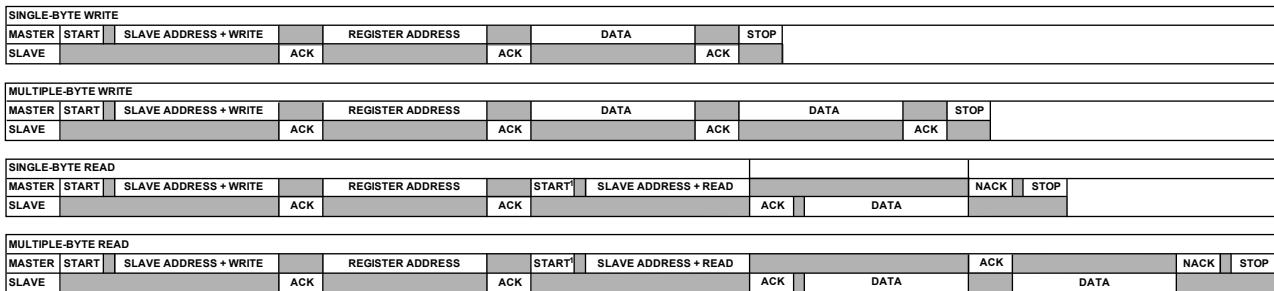 SINGLE-BYTE WRITE
MASTER START SLAVE ADDRESS + WRITE REGISTER ADDRESS DATA STOP
SLAVE ACK ACK ACK
MULTIPLE-BYTE WRITE
MASTER START SLAVE ADDRESS + WRITE REGISTER ADDRESS DATA DATA STOP
SLAVE ACK ACK ACK ACK
SINGLE-BYTE READ
MASTER START SLAVE ADDRESS + WRITE REGISTER ADDRESS START¹ SLAVE ADDRESS + READ NACK STOP
SLAVE ACK ACK ACK DATA
MULTIPLE-BYTE READ
MASTER START SLAVE ADDRESS + WRITE REGISTER ADDRESS START¹ SLAVE ADDRESS + READ ACK NACK STOP
SLAVE ACK ACK ACK DATA DATA